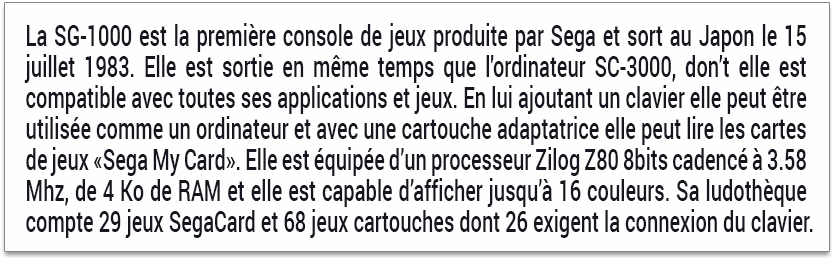 La SG-1000 est la première console de jeux produite par Sega et sort au Japon le 15
juillet 1983. Elle est sortie en même temps que l'ordinateur SC-3000, don't elle est
compatible avec toutes ses applications et jeux. En lui ajoutant un clavier elle peut être
utilisée comme un ordinateur et avec une cartouche adaptatrice elle peut lire les cartes
de jeux «Sega My Card». Elle est équipée d'un processeur Zilog Z80 8bits cadencé à 3.58
Mhz, de 4 Ko de RAM et elle est capable d'afficher jusqu'à 16 couleurs. Sa ludothèque
compte 29 jeux SegaCard et 68 jeux cartouches dont 26 exigent la connexion du clavier.